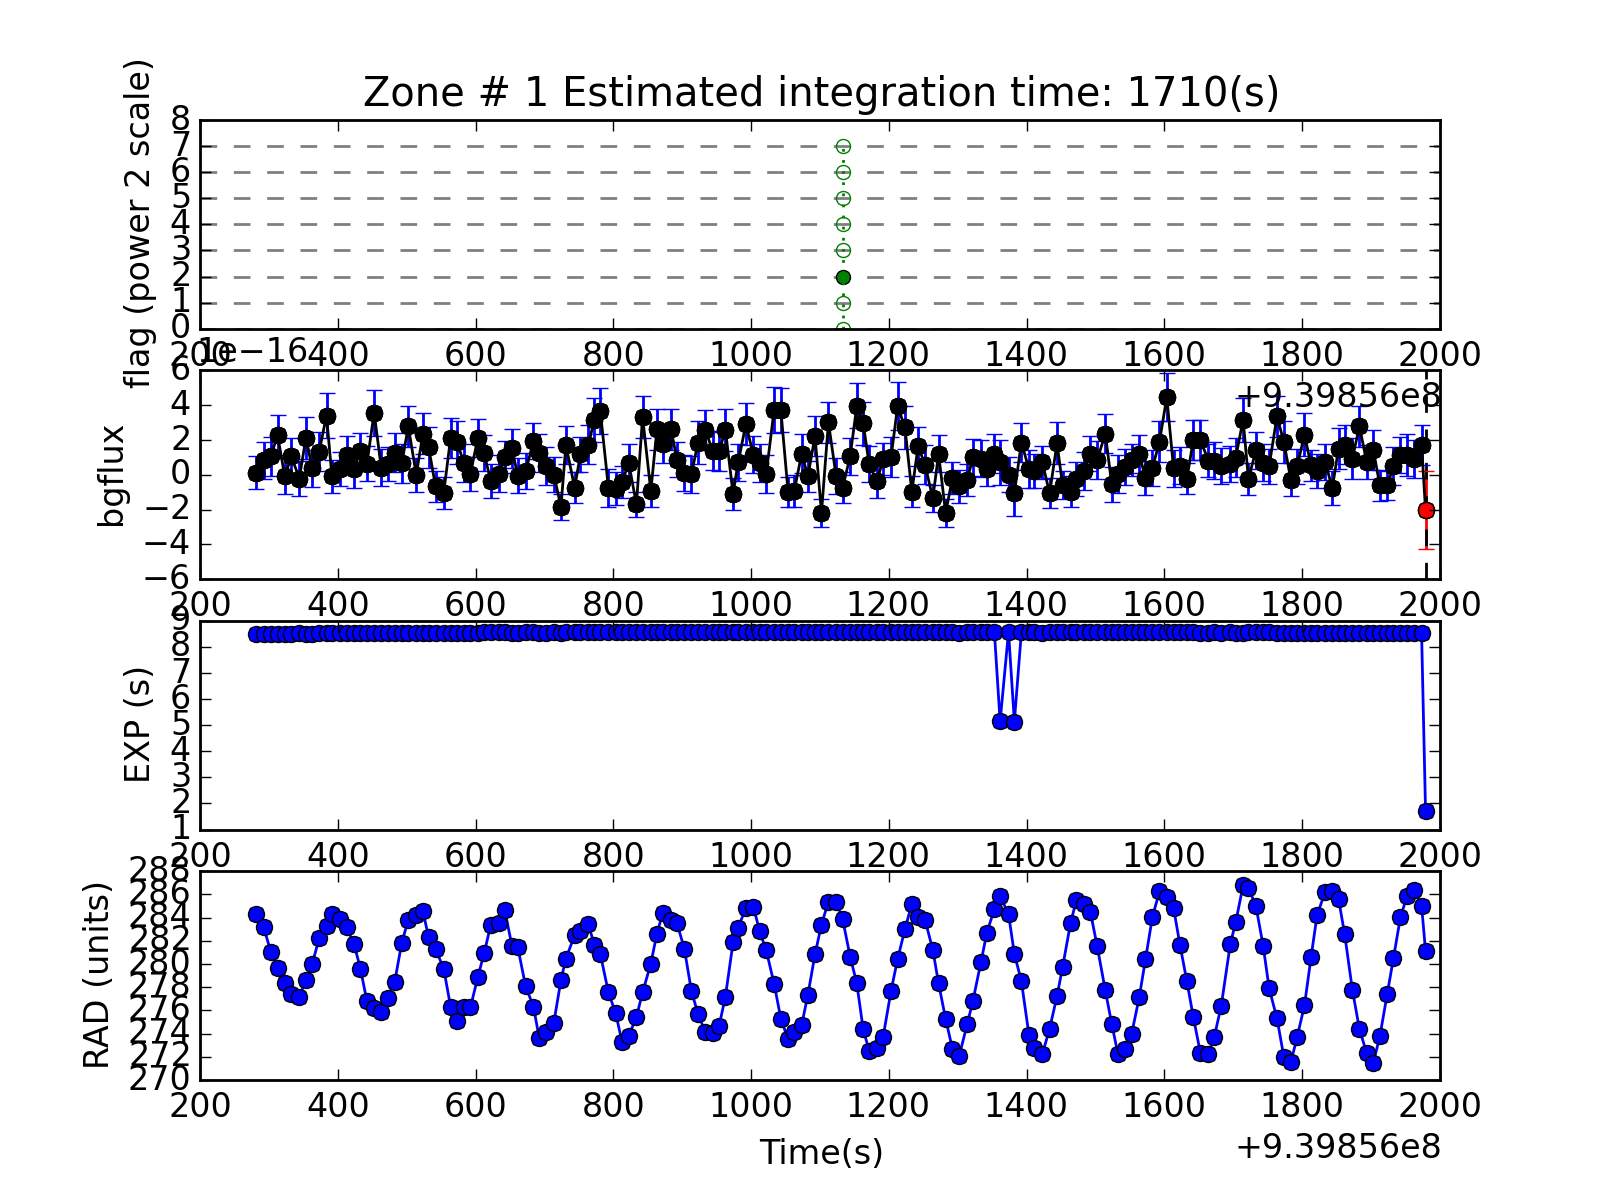 Zone # 1 Estimated integration time: 1710(s)
flag (power 2 scale)
8
7
6
5
4
3
2
1
0
200 400 600 800 1000 1200 1400 1600 1800 2000
1e−16
+9.39856e8
bgflux
6
4
2
0
−2
−4
−6
200 400 600 800 1000 1200 1400 1600 1800 2000
EXP (s)
9
8
7
6
5
4
3
2
1
200 400 600 800 1000 1200 1400 1600 1800 2000
RAD (units)
288
286
284
282
280
278
276
274
272
270
200 400 600 800 1000 1200 1400 1600 1800 2000
Time(s)
+9.39856e8